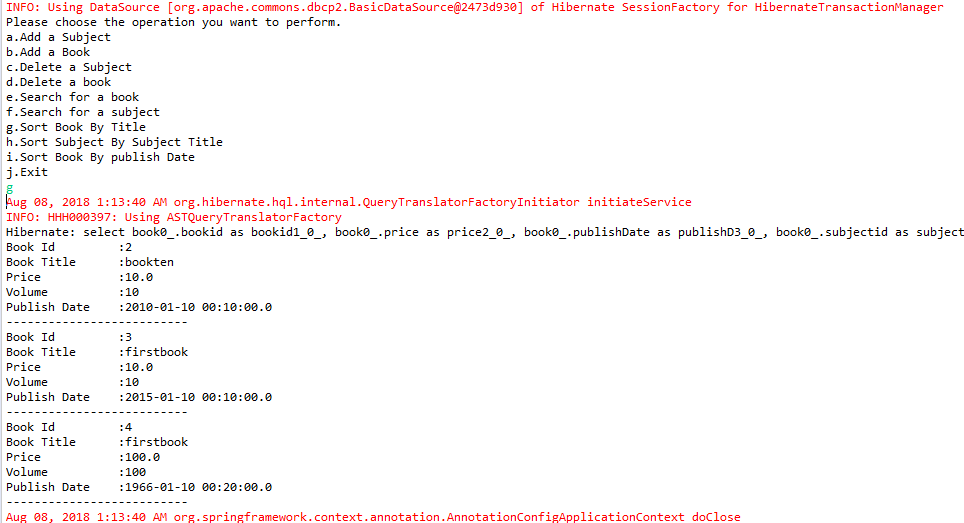 INFO: Using DataSource [org.apache.commons.dbcp2.BasicDataSource@2473d930] of Hibernate SessionFactory for HibernateTransactionManager
Please choose the operation you want to perform.
a.Add a Subject
b.Add a Book
c.Delete a Subject
d.Delete a book
e.Search for a book
f.Search for a subject
g.Sort Book By Title
h.Sort Subject By Subject Title
i.Sort Book By publish Date
j.Exit
g
Aug 08, 2018 1:13:40 AM org.hibernate.hql.internal.QueryTranslatorFactoryInitiator initiateService
INFO: HHH000397: Using ASTQueryTranslatorFactory
Hibernate: select book0_.bookid as bookid1_0_, book0_.price as price2_0_, book0_.publishDate as publishD3_0_, book0_.subjectid as subject
Book Id         :2
Book Title      :bookten
Price           :10.0
Volume          :10
Publish Date    :2010-01-10 00:10:00.0
--------------------------
Book Id         :3
Book Title      :firstbook
Price           :10.0
Volume          :10
Publish Date    :2015-01-10 00:10:00.0
--------------------------
Book Id         :4
Book Title      :firstbook
Price           :100.0
Volume          :100
Publish Date    :1966-01-10 00:20:00.0
--------------------------
Aug 08, 2018 1:13:40 AM org.springframework.context.annotation.AnnotationConfigApplicationContext doClose